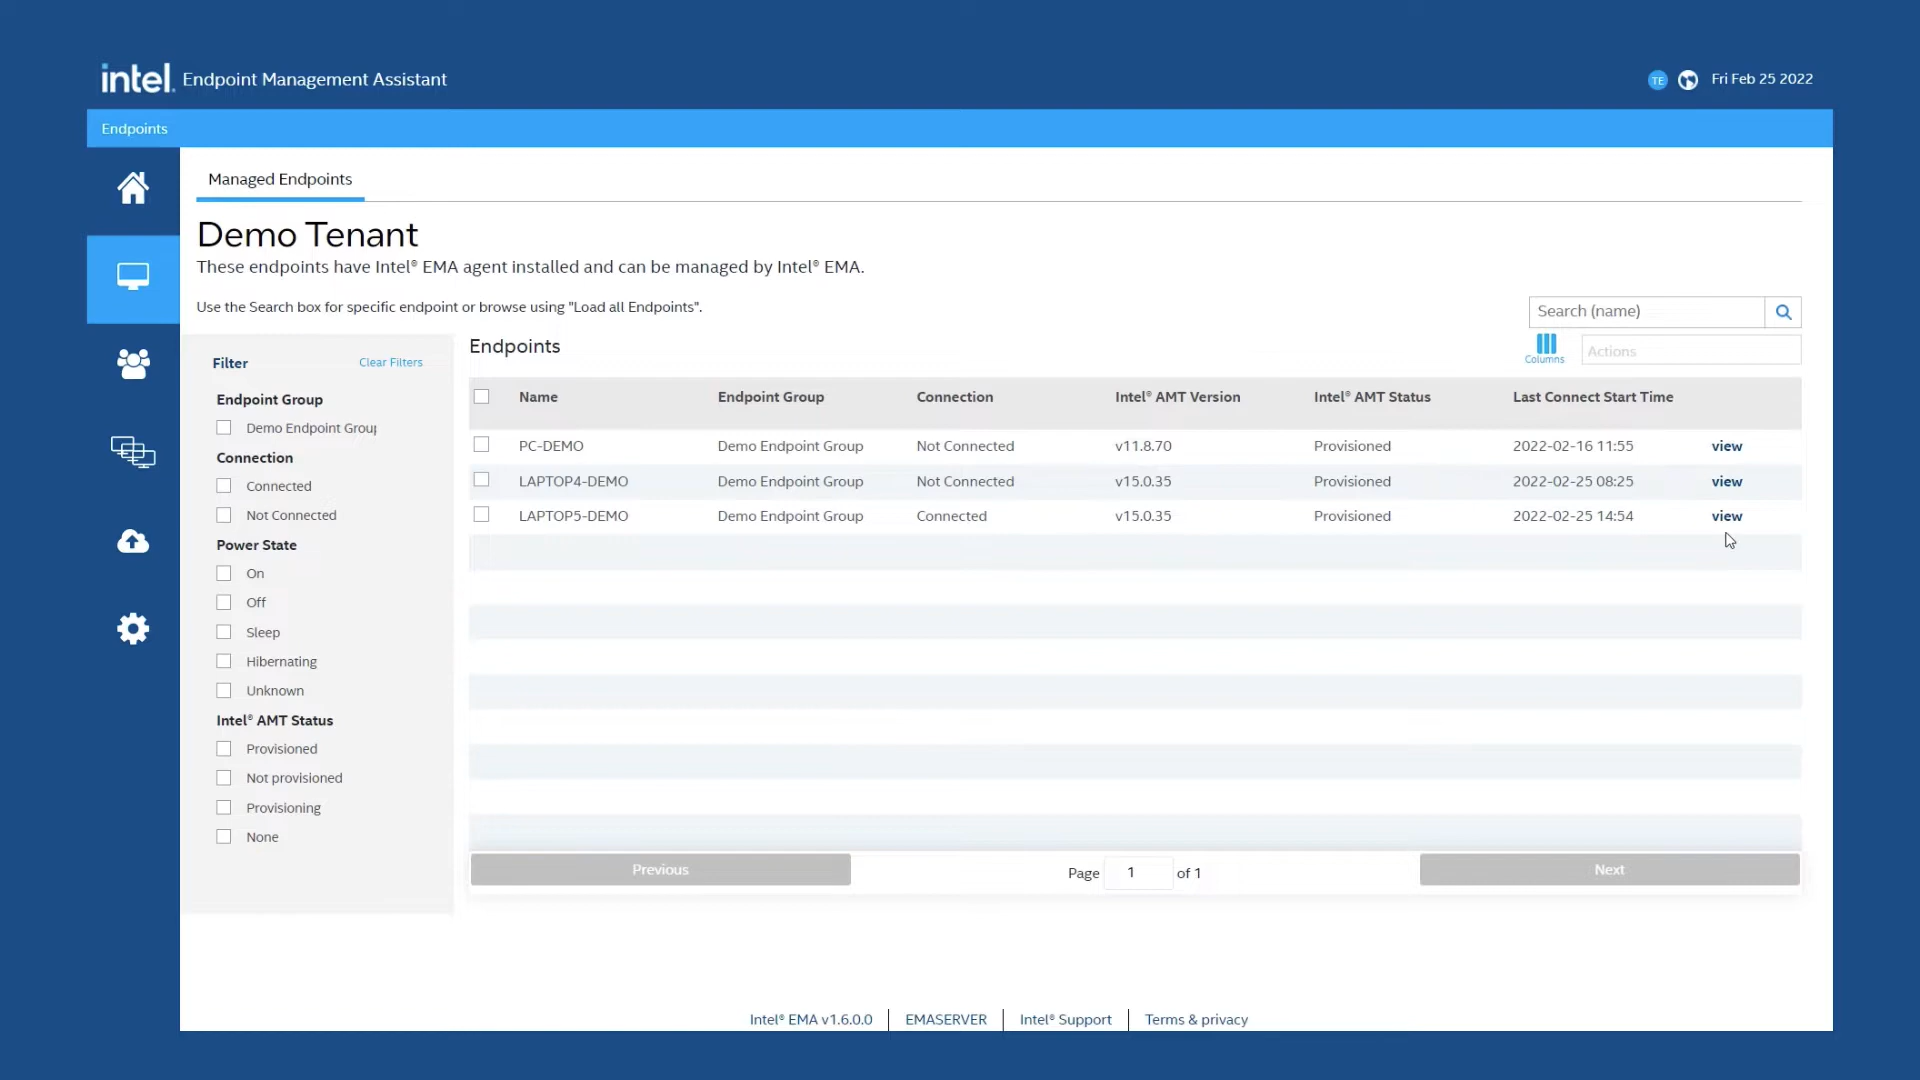 intel. Endpoint Management Assistant
TE Fri Feb 25 2022
Endpoints
Managed Endpoints
Demo Tenant
These endpoints have Intel® EMA agent installed and can be managed by Intel® EMA.
Use the Search box for specific endpoint or browse using "Load all Endpoints".
Search (name)
Columns
Actions
Filter Clear Filters
Endpoint Group
Demo Endpoint Group
Connection
Connected
Not Connected
Power State
On
Off
Sleep
Hibernating
Unknown
Intel® AMT Status
Provisioned
Not provisioned
Provisioning
None
Endpoints
Name Endpoint Group Connection Intel® AMT Version Intel® AMT Status Last Connect Start Time
PC-DEMO Demo Endpoint Group Not Connected v11.8.70 Provisioned 2022-02-16 11:55 view
LAPTOP4-DEMO Demo Endpoint Group Not Connected v15.0.35 Provisioned 2022-02-25 08:25 view
LAPTOP5-DEMO Demo Endpoint Group Connected v15.0.35 Provisioned 2022-02-25 14:54 view
Previous Page 1 of 1 Next
Intel® EMA v1.6.0.0 EMASERVER Intel® Support Terms & privacy